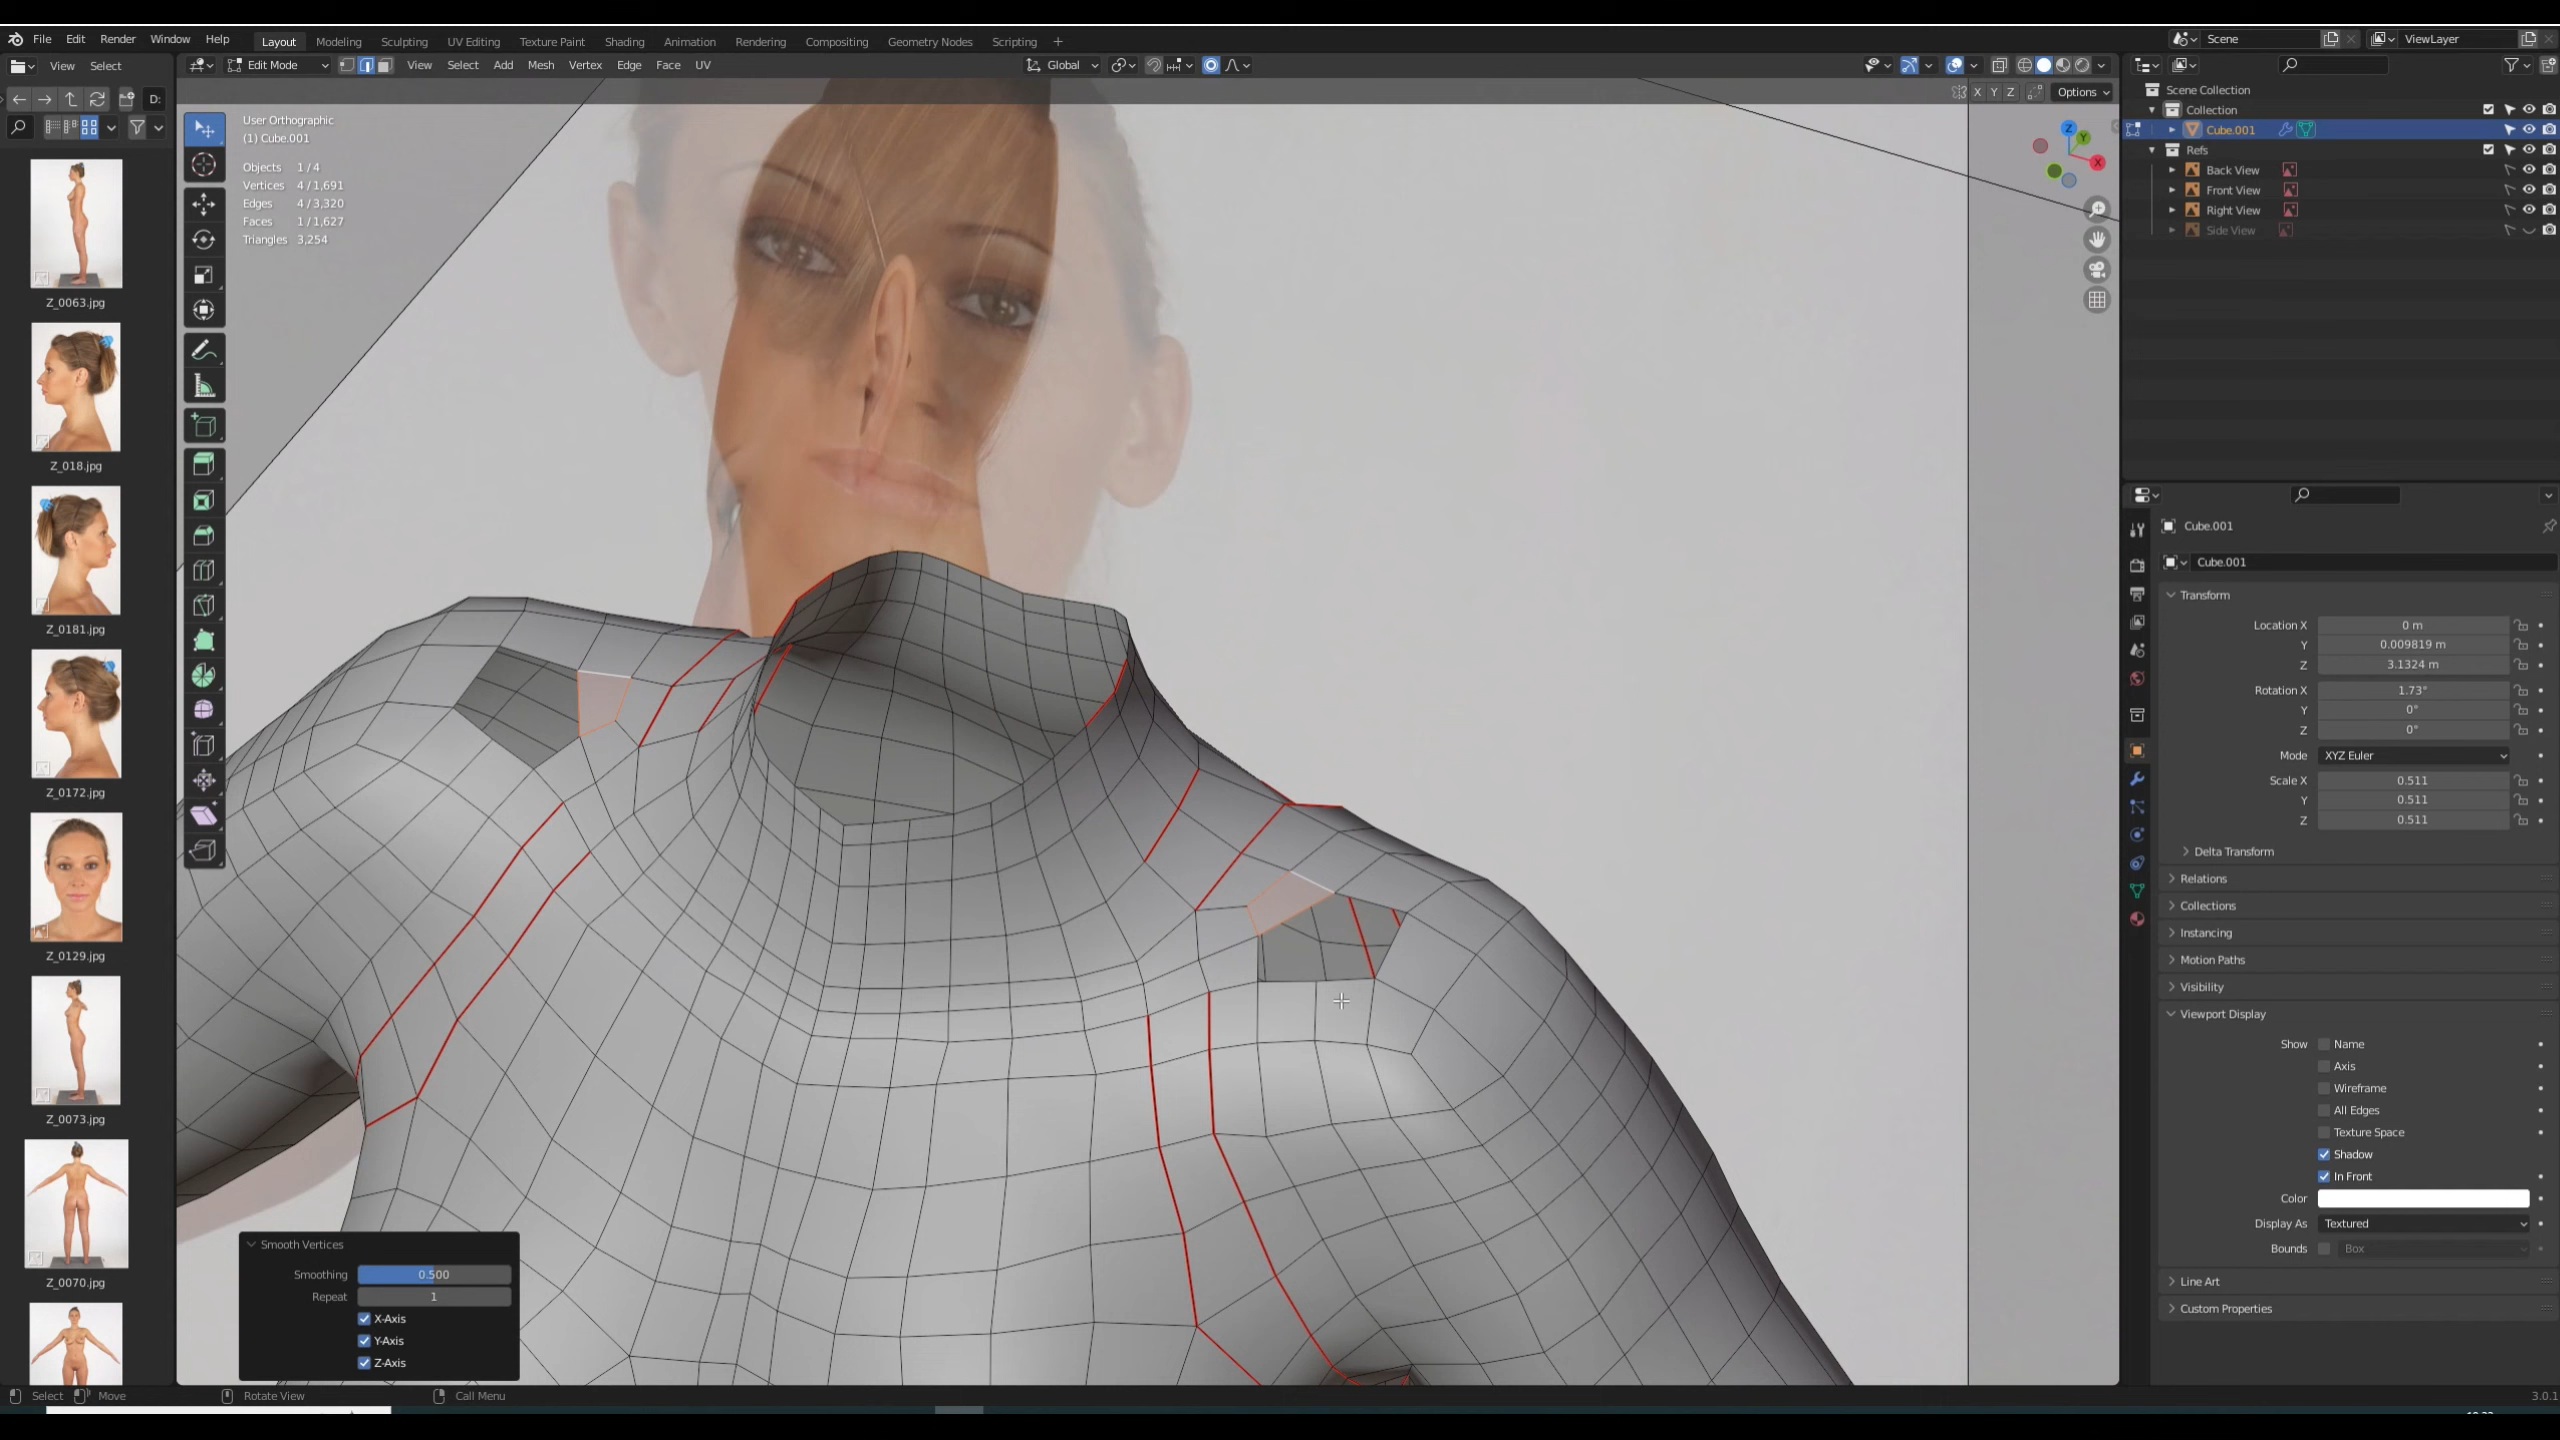 File Edit Render Window Help Layout Modeling Sculpting UV Editing Texture Paint Shading Animation Rendering Compositing Geometry Nodes Scripting + Scene ViewLayer
View Select Edit Mode View Select Add Mesh Vertex Edge Face UV Global
D:
X Y Z Options
User Orthographic
(1) Cube.001
Objects 1 / 4
Vertices 4 / 1,691
Edges 4 / 3,320
Faces 1 / 1,627
Triangles 3,254
Z
Y
X
Z_0063.jpg
Z_018.jpg
Z_0181.jpg
Z_0172.jpg
Z_0129.jpg
Z_0073.jpg
Z_0070.jpg
Smooth Vertices
Smoothing 0.500
Repeat 1
X-Axis
Y-Axis
Z-Axis
Scene Collection
Collection
Cube.001
Refs
Back View
Front View
Right View
Side View
Cube.001
Cube.001
Transform
Location X 0 m
Y 0.009819 m
Z 3.1324 m
Rotation X 1.73°
Y 0°
Z 0°
Mode XYZ Euler
Scale X 0.511
Y 0.511
Z 0.511
Delta Transform
Relations
Collections
Instancing
Motion Paths
Visibility
Viewport Display
Show Name
Axis
Wireframe
All Edges
Texture Space
Shadow
In Front
Color
Display As Textured
Bounds Box
Line Art
Custom Properties
Select Move Rotate View Call Menu 3.0.1